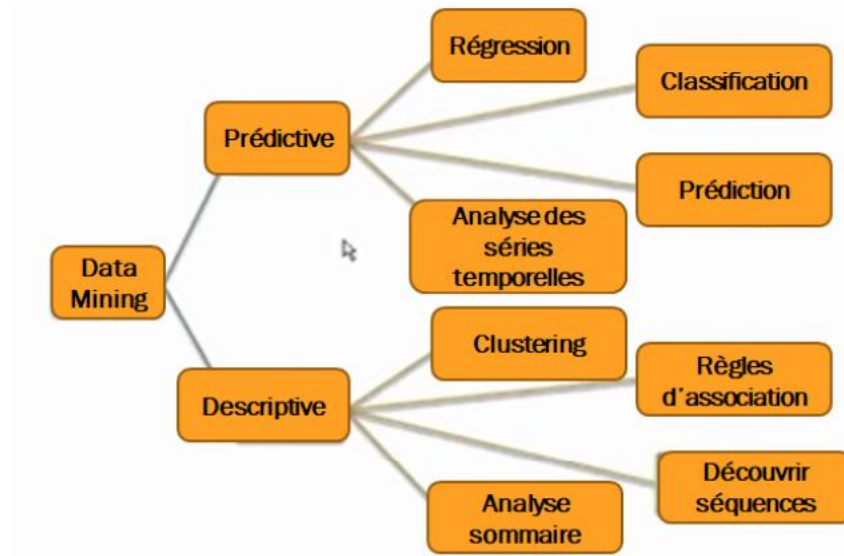 Régression
Classification
Prédictive
Prédiction
Analyse des
séries
temporelles
Data
Mining
Clustering
Règles
d'association
Descriptive
Découvrir
séquences
Analyse
sommaire